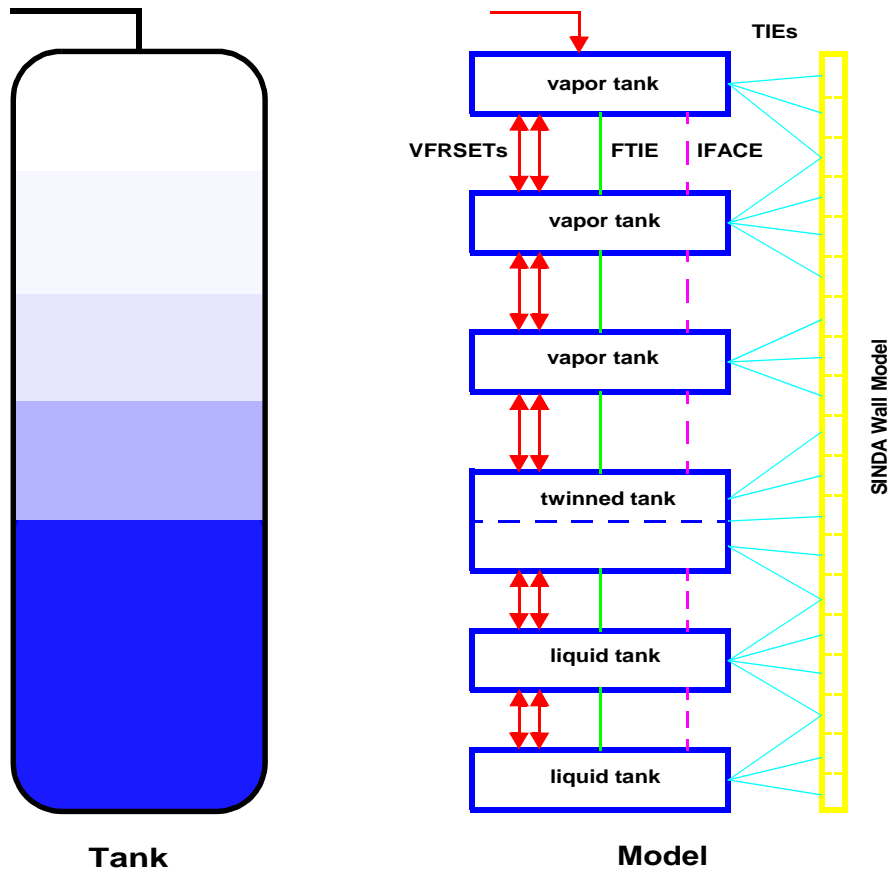 TIEs
vapor tank
VFRSETs
FTIE
IFACE
vapor tank
vapor tank
twinned tank
liquid tank
liquid tank
SINDA Wall Model
Tank
Model